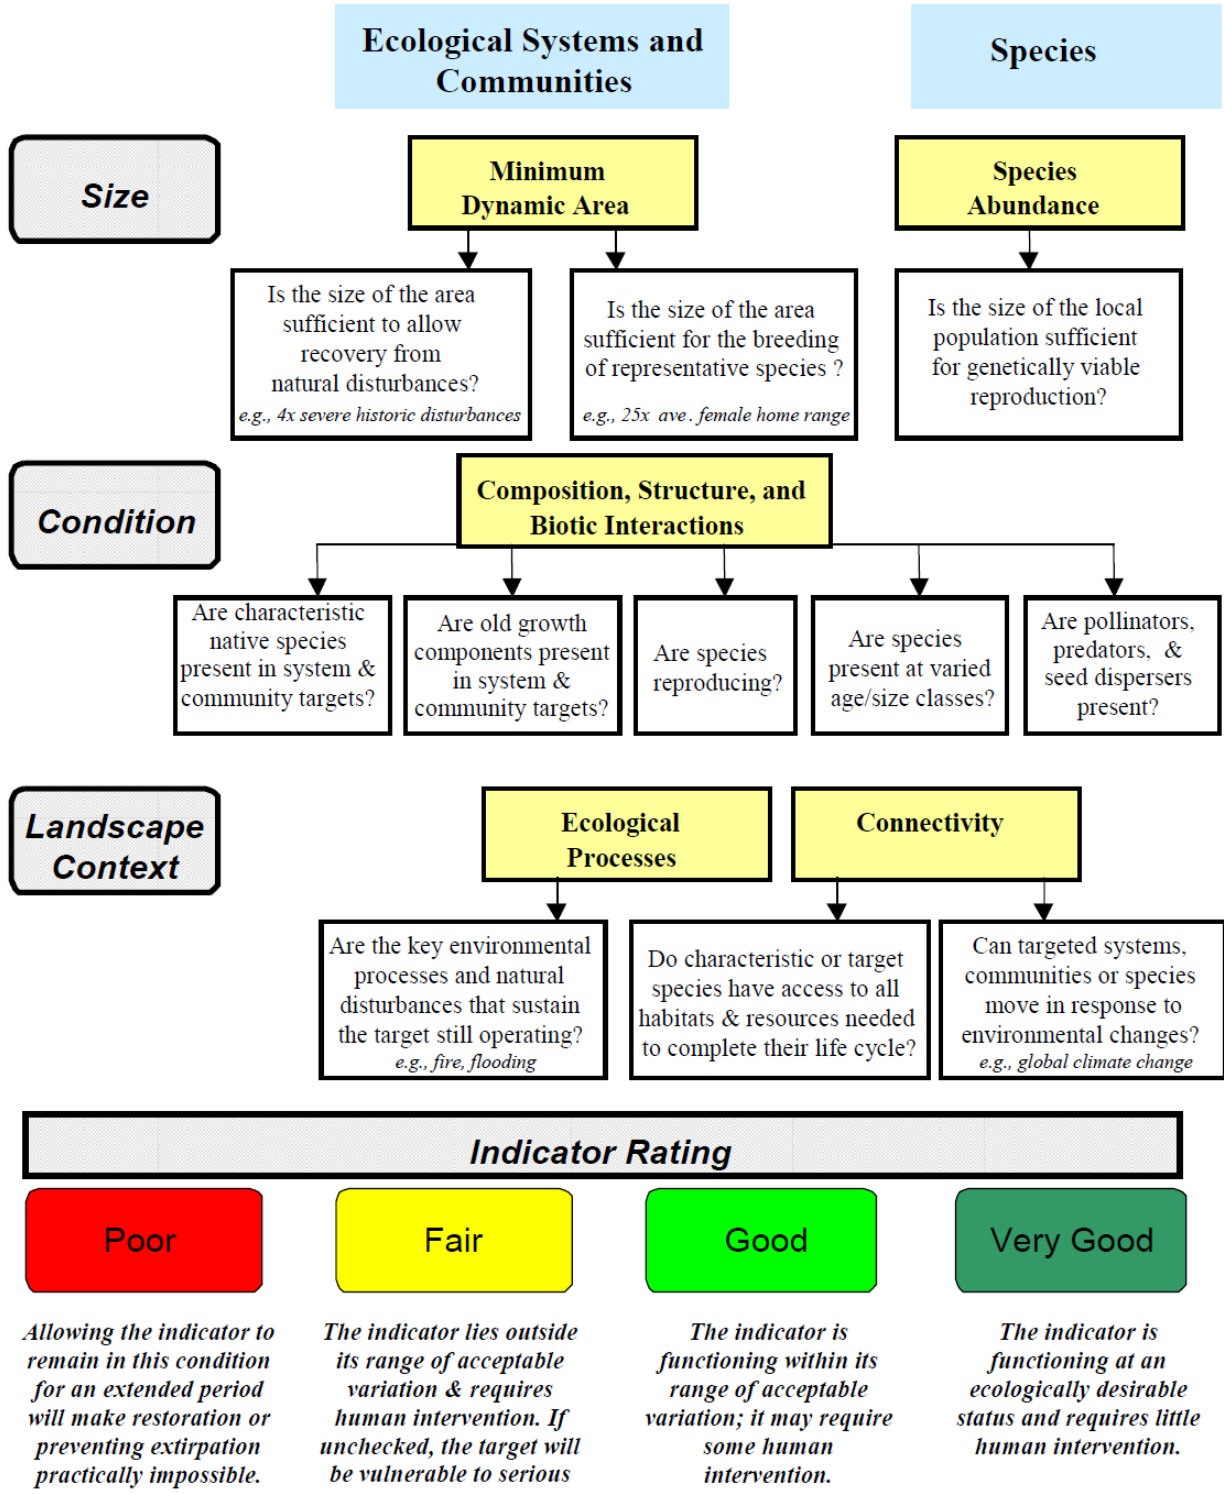 Ecological Systems and
Communities
Species
Size
Minimum
Dynamic Area
Species
Abundance
Is the size of the area
sufficient to allow
recovery from
natural disturbances?
e.g., 4x severe historic disturbances
Is the size of the area
sufficient for the breeding
of representative species ?
e.g., 25x ave. female home range
Is the size of the local
population sufficient
for genetically viable
reproduction?
Condition
Composition, Structure, and
Biotic Interactions
Are characteristic
native species
present in system &
community targets?
Are old growth
components present
in system &
community targets?
Are species
reproducing?
Are species
present at varied
age/size classes?
Are pollinators,
predators, &
seed dispersers
present?
Landscape
Context
Ecological
Processes
Connectivity
Are the key environmental
processes and natural
disturbances that sustain
the target still operating?
e.g., fire, flooding
Do characteristic or target
species have access to all
habitats & resources needed
to complete their life cycle?
Can targeted systems,
communities or species
move in response to
environmental changes?
e.g., global climate change
Indicator Rating
Poor
Fair
Good
Very Good
Allowing the indicator to
remain in this condition
for an extended period
will make restoration or
preventing extirpation
practically impossible.
The indicator lies outside
its range of acceptable
variation & requires
human intervention. If
unchecked, the target will
be vulnerable to serious
The indicator is
functioning within its
range of acceptable
variation; it may require
some human
intervention.
The indicator is
functioning at an
ecologically desirable
status and requires little
human intervention.